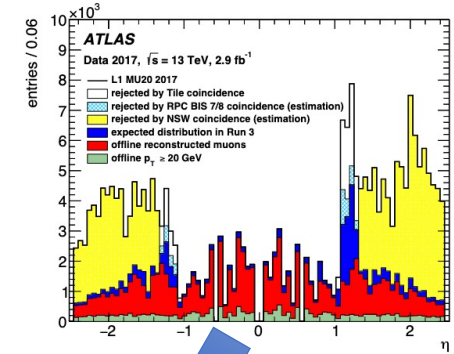 ×10³
10
9
8
7
6
5
4
3
2
1
0
entries / 0.06
ATLAS
Data 2017, √s = 13 TeV, 2.9 fb⁻¹
L1 MU20 2017
rejected by Tile coincidence
rejected by RPC BIS 7/8 coincidence (estimation)
rejected by NSW coincidence (estimation)
expected distribution in Run 3
offline reconstructed muons
offline p_T ≥ 20 GeV
−2 −1 0 1 2
η